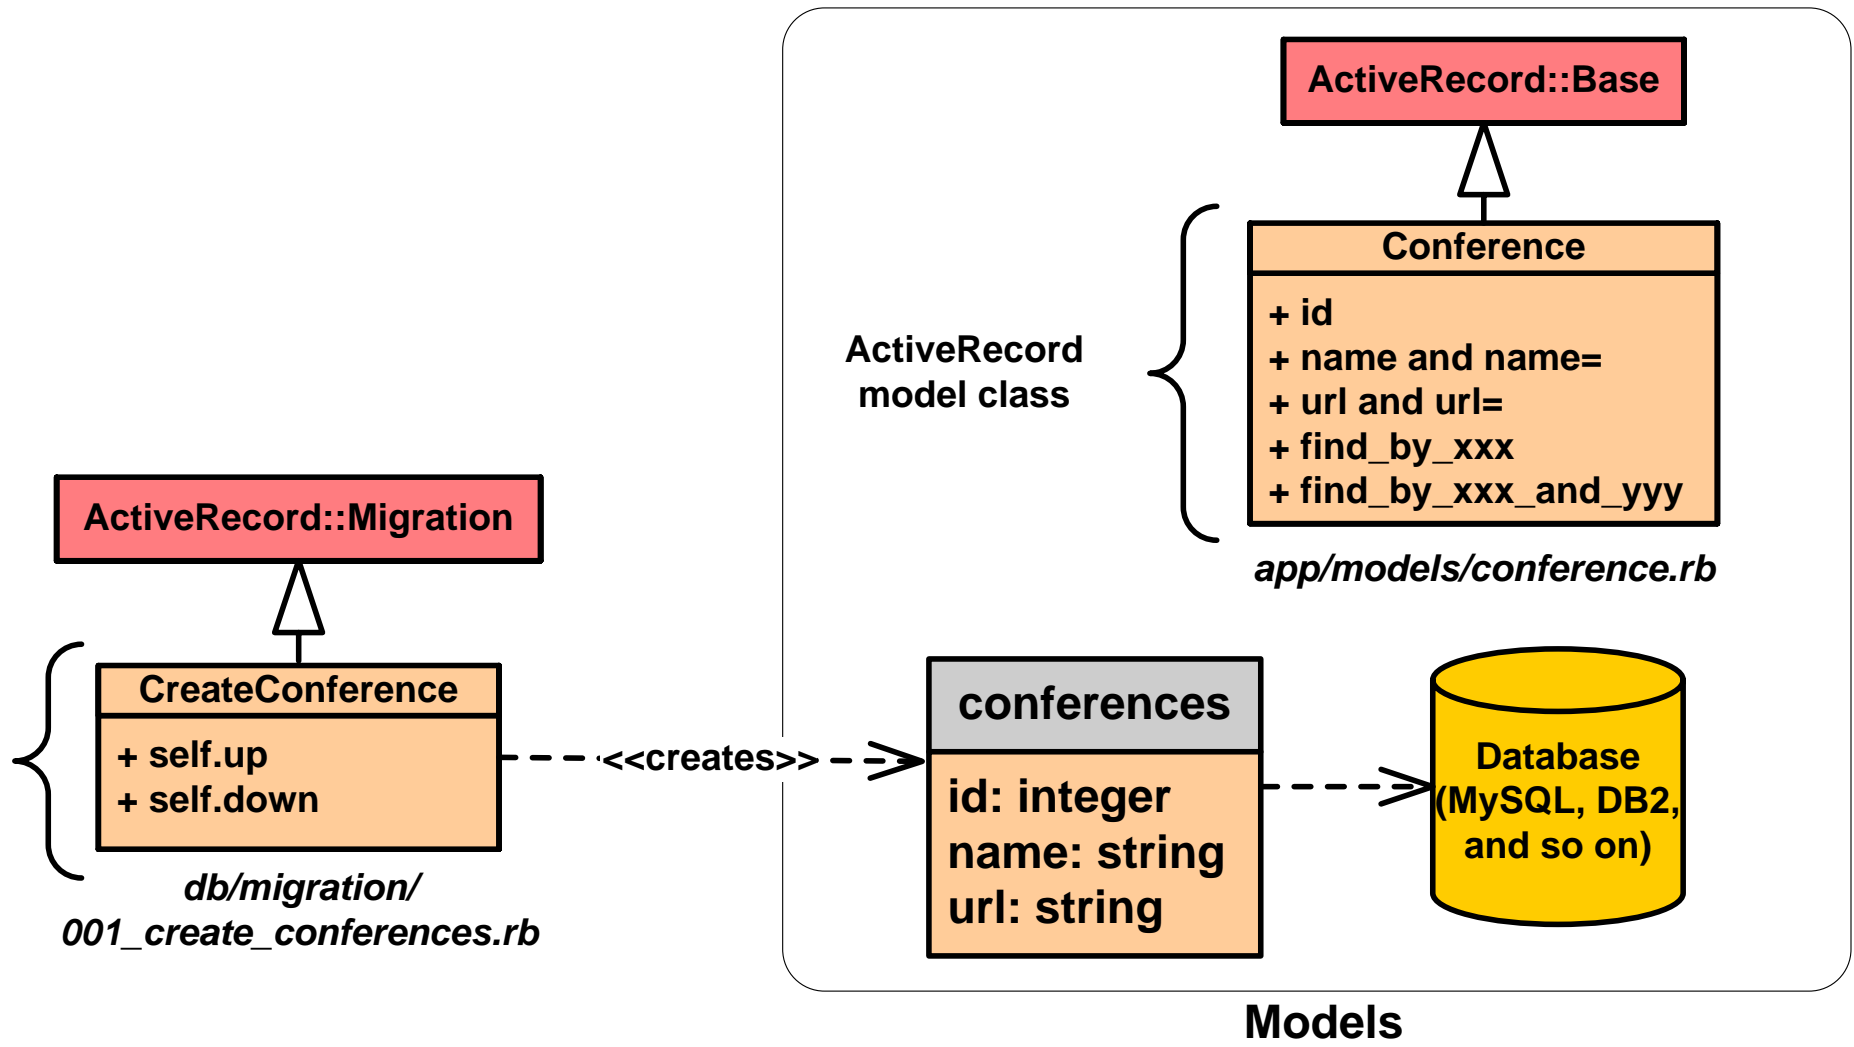 ActiveRecord::Base
Conference
+ id
+ name and name=
+ url and url=
+ find_by_xxx
+ find_by_xxx_and_yyy
app/models/conference.rb
ActiveRecord
model class
ActiveRecord::Migration
CreateConference
+ self.up
+ self.down
db/migration/
001_create_conferences.rb
<<creates>>
conferences
id: integer
name: string
url: string
Database
(MySQL, DB2,
and so on)
Models